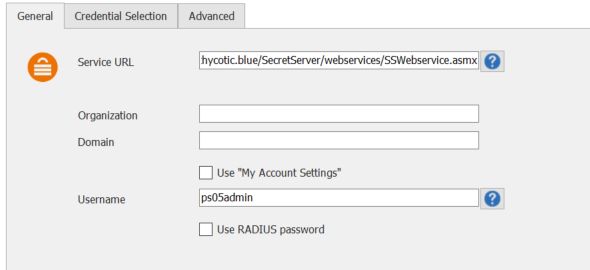 General Credential Selection Advanced
Service URL :hycotic.blue/SecretServer/webservices/SSWebservice.asmx ?
Organization
Domain
Use "My Account Settings"
Username ps05admin ?
Use RADIUS password